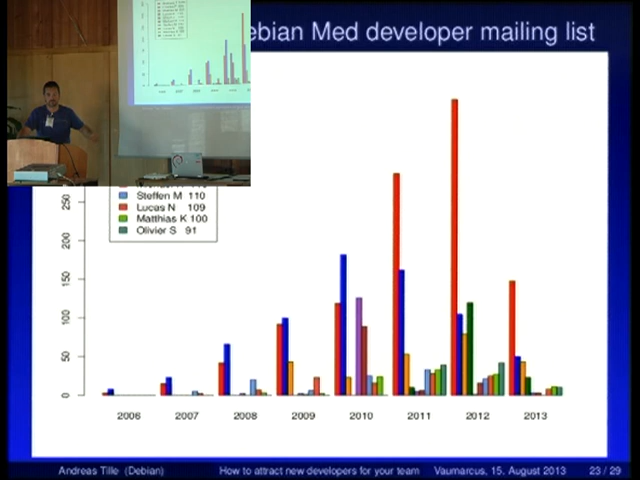 ebian Med developer mailing list
Steffen M 110
Lucas N 109
Matthias K 100
Olivier S 91
250
200
150
100
50
0
2006 2007 2008 2009 2010 2011 2012 2013
Andreas Tille (Debian) How to attract new developers for your team Vaumarcus, 15. August 2013 23 / 29